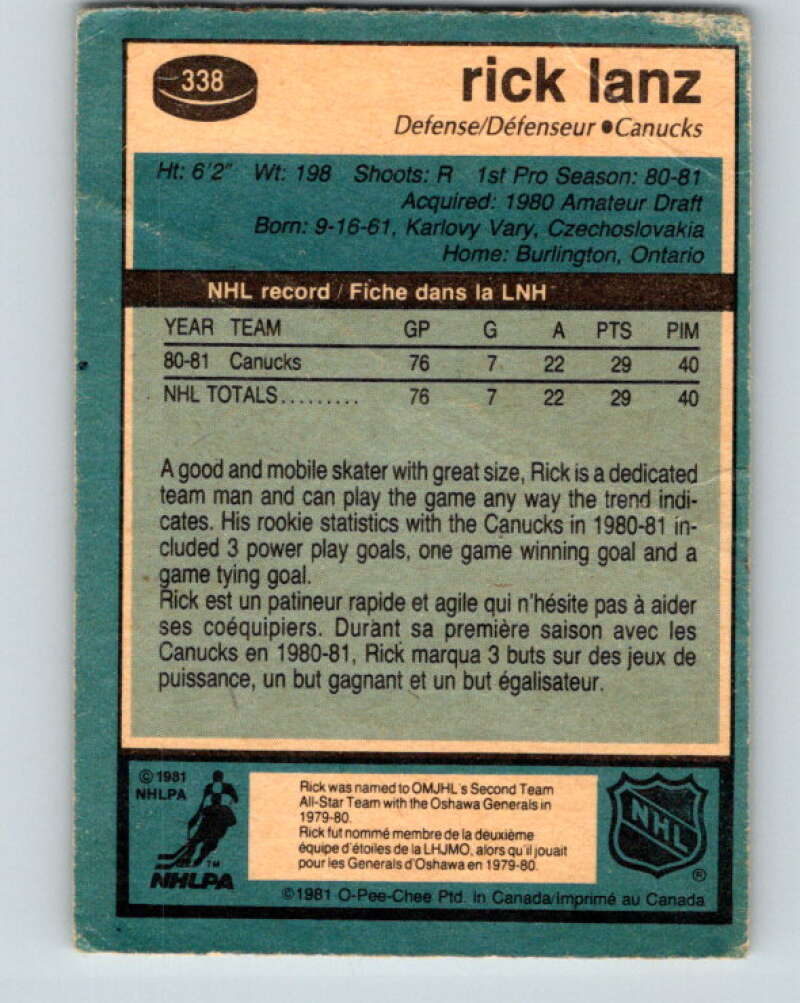 338
rick lanz
Defense/Défenseur •Canucks
Ht: 6'2" Wt: 198 Shoots: R 1st Pro Season: 80-81
Acquired: 1980 Amateur Draft
Born: 9-16-61, Karlovy Vary, Czechoslovakia
Home: Burlington, Ontario
NHL record / Fiche dans la LNH
YEAR TEAM GP G A PTS PIM
80-81 Canucks 76 7 22 29 40
NHL TOTALS......... 76 7 22 29 40
A good and mobile skater with great size, Rick is a dedicated
team man and can play the game any way the trend indi-
cates. His rookie statistics with the Canucks in 1980-81 in-
cluded 3 power play goals, one game winning goal and a
game tying goal.
Rick est un patineur rapide et agile qui n'hésite pas à aider
ses coéquipiers. Durant sa première saison avec les
Canucks en 1980-81, Rick marqua 3 buts sur des jeux de
puissance, un but gagnant et un but égalisateur.
©1981
NHLPA
TM
NHLPA
Rick was named to OMJHL's Second Team
All-Star Team with the Oshawa Generals in
1979-80.
Rick fut nommé membre de la deuxième
équipe d'étoiles de la LHJMO, alors qu'il jouait
pour les Generals d'Oshawa en 1979-80.
NHL
®
©1981 O-Pee-Chee Ptd. in Canada/Imprimé au Canada